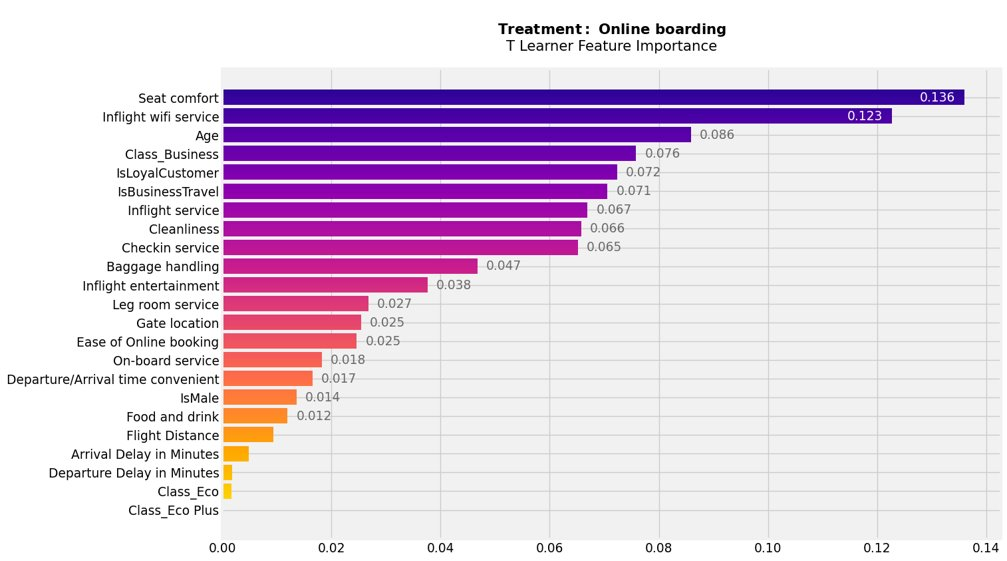 Treatment: Online boarding
T Learner Feature Importance
Seat comfort 0.136
Inflight wifi service 0.123
Age 0.086
Class_Business 0.076
IsLoyalCustomer 0.072
IsBusinessTravel 0.071
Inflight service 0.067
Cleanliness 0.066
Checkin service 0.065
Baggage handling 0.047
Inflight entertainment 0.038
Leg room service 0.027
Gate location 0.025
Ease of Online booking 0.025
On-board service 0.018
Departure/Arrival time convenient 0.017
IsMale 0.014
Food and drink 0.012
Flight Distance
Arrival Delay in Minutes
Departure Delay in Minutes
Class_Eco
Class_Eco Plus
0.00 0.02 0.04 0.06 0.08 0.10 0.12 0.14